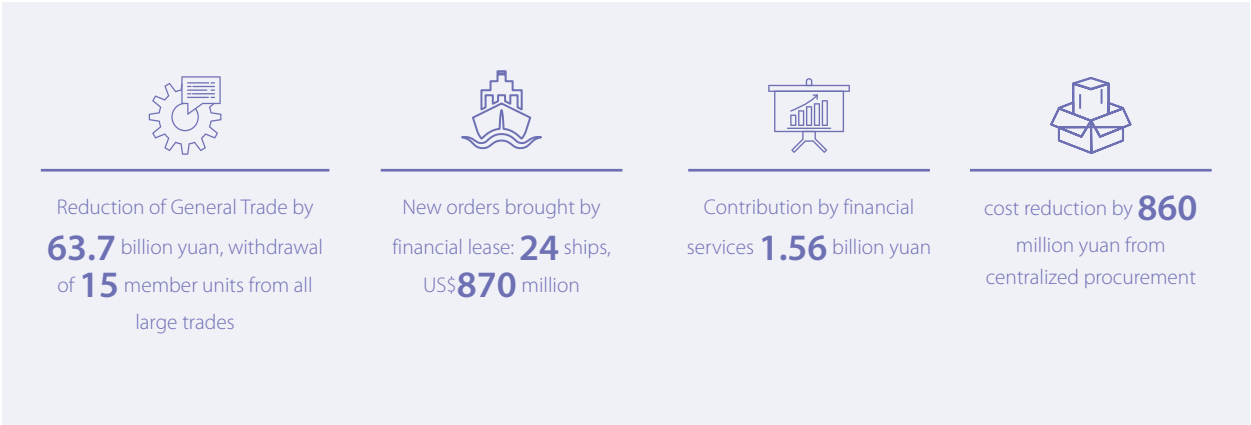 Reduction of General Trade by
63.7 billion yuan, withdrawal
of 15 member units from all
large trades
New orders brought by
financial lease: 24 ships,
US$870 million
Contribution by financial
services 1.56 billion yuan
cost reduction by 860
million yuan from
centralized procurement